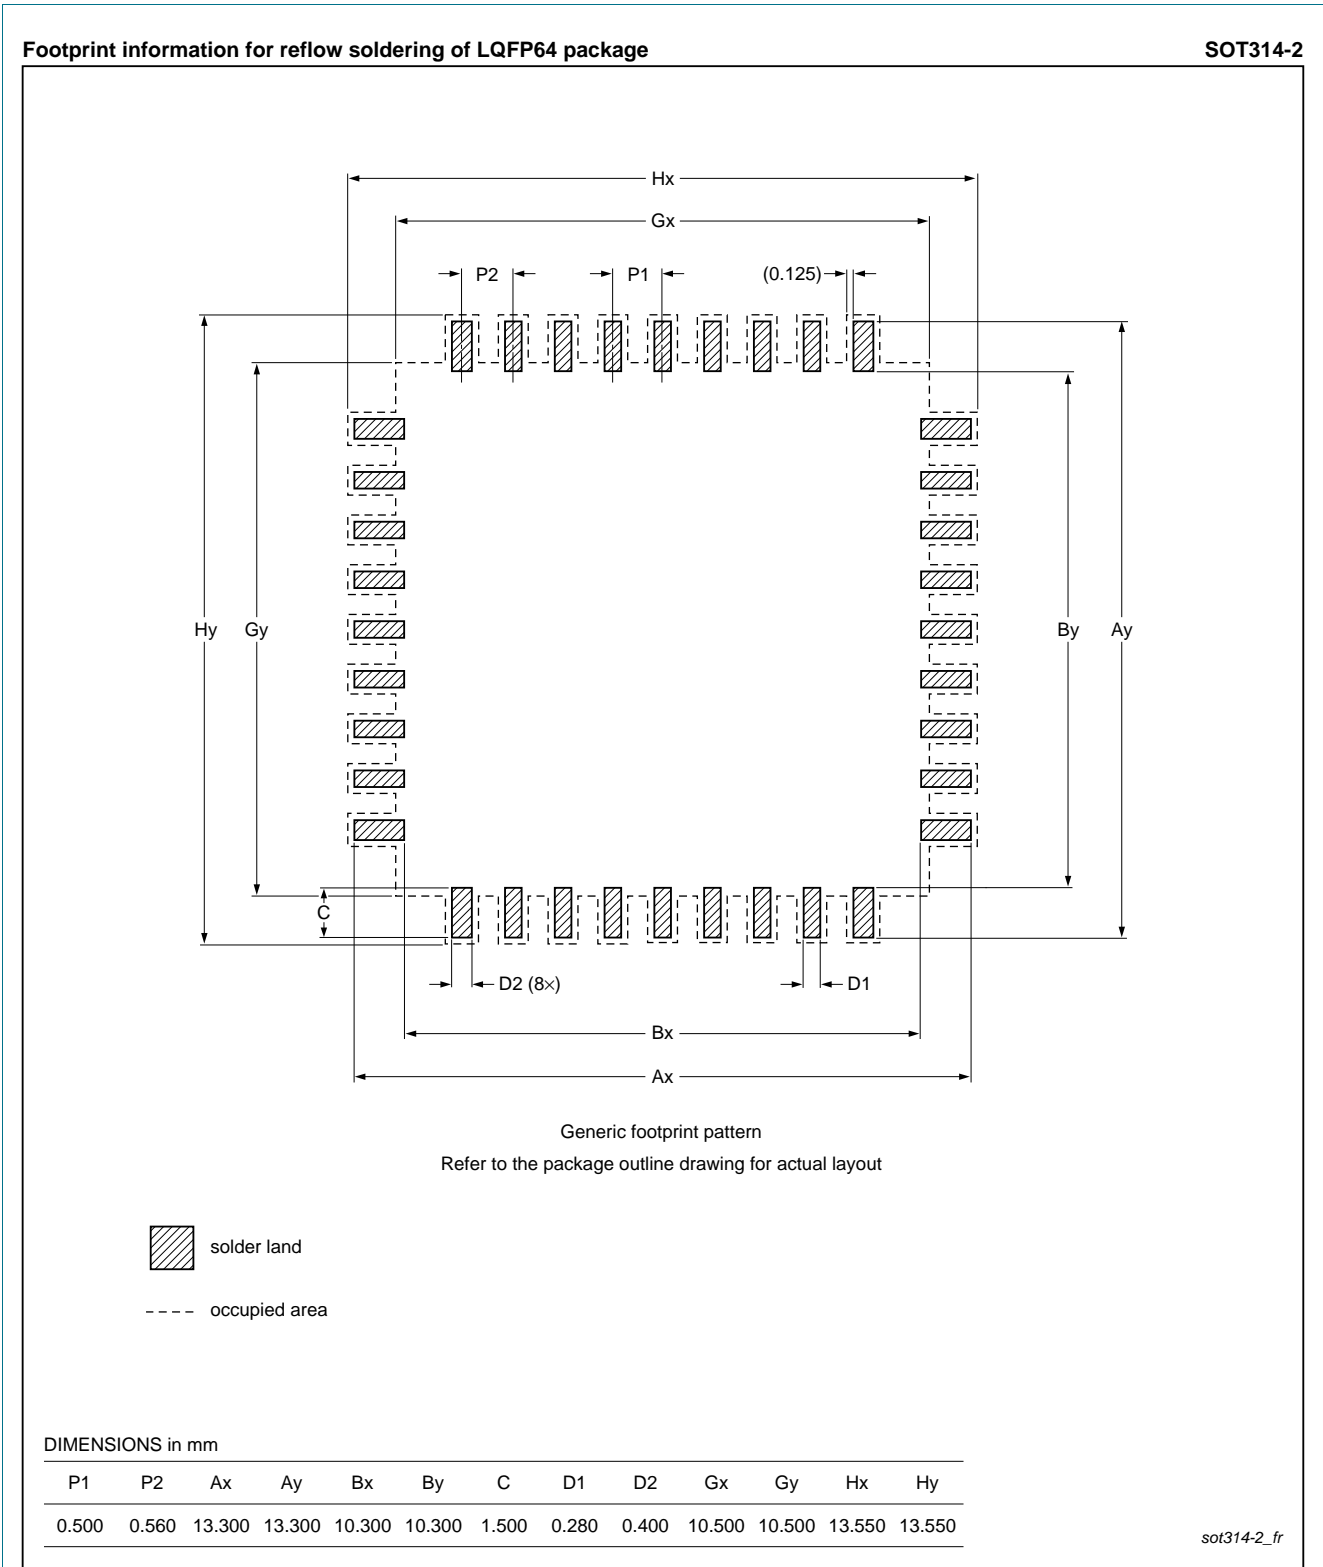 Footprint information for reflow soldering of LQFP64 package SOT314-2
Hx
Gx
P2 P1 (0.125)
Hy Gy By Ay
C
D2 (8×) D1
Bx
Ax
Generic footprint pattern
Refer to the package outline drawing for actual layout
solder land
occupied area
DIMENSIONS in mm
P1 P2 Ax Ay Bx By C D1 D2 Gx Gy Hx Hy
0.500 0.560 13.300 13.300 10.300 10.300 1.500 0.280 0.400 10.500 10.500 13.550 13.550
sot314-2_fr